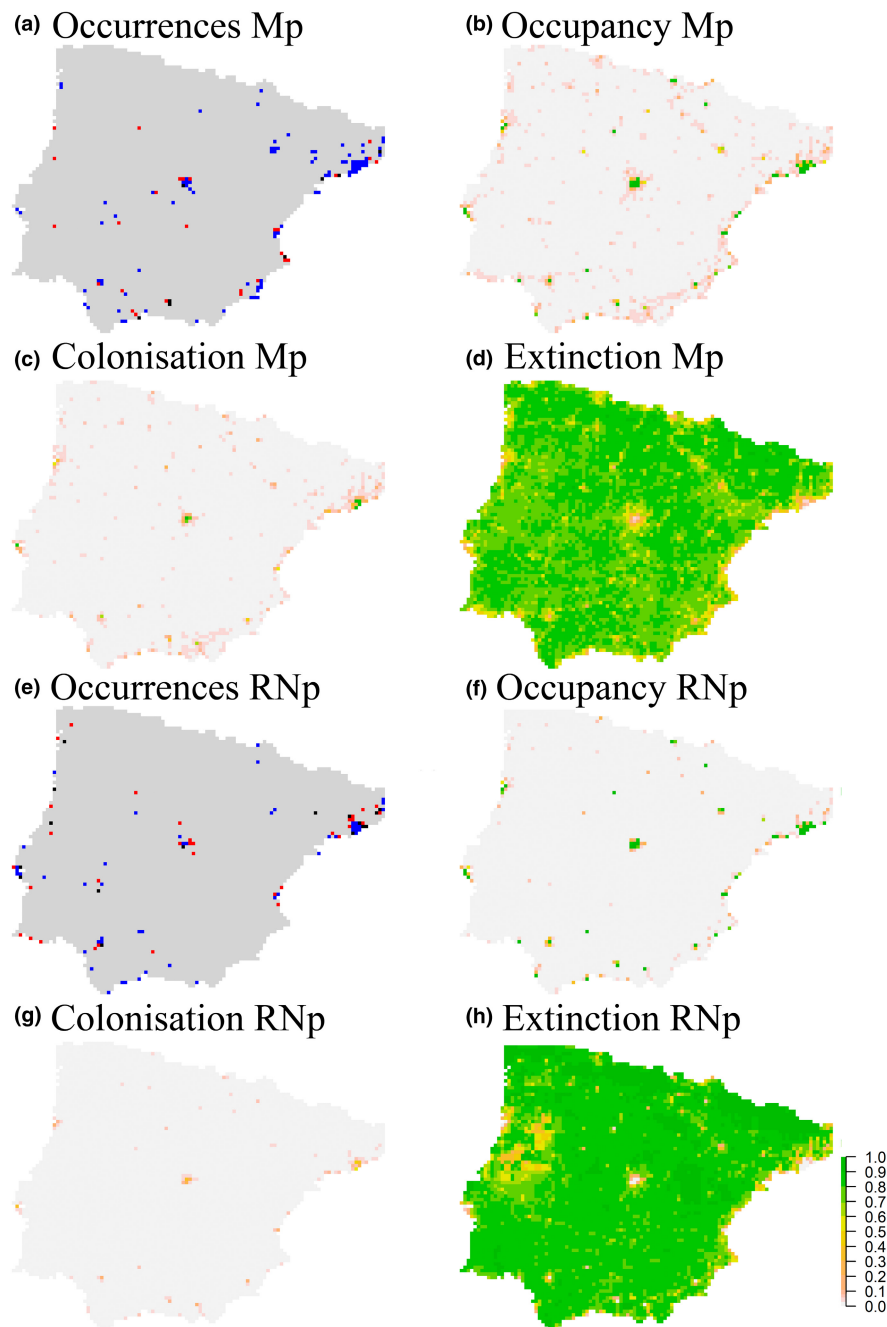 (a) Occurrences Mp
(b) Occupancy Mp
(c) Colonisation Mp
(d) Extinction Mp
(e) Occurrences RNp
(f) Occupancy RNp
(g) Colonisation RNp
(h) Extinction RNp
1.0
0.9
0.8
0.7
0.6
0.5
0.4
0.3
0.2
0.1
0.0